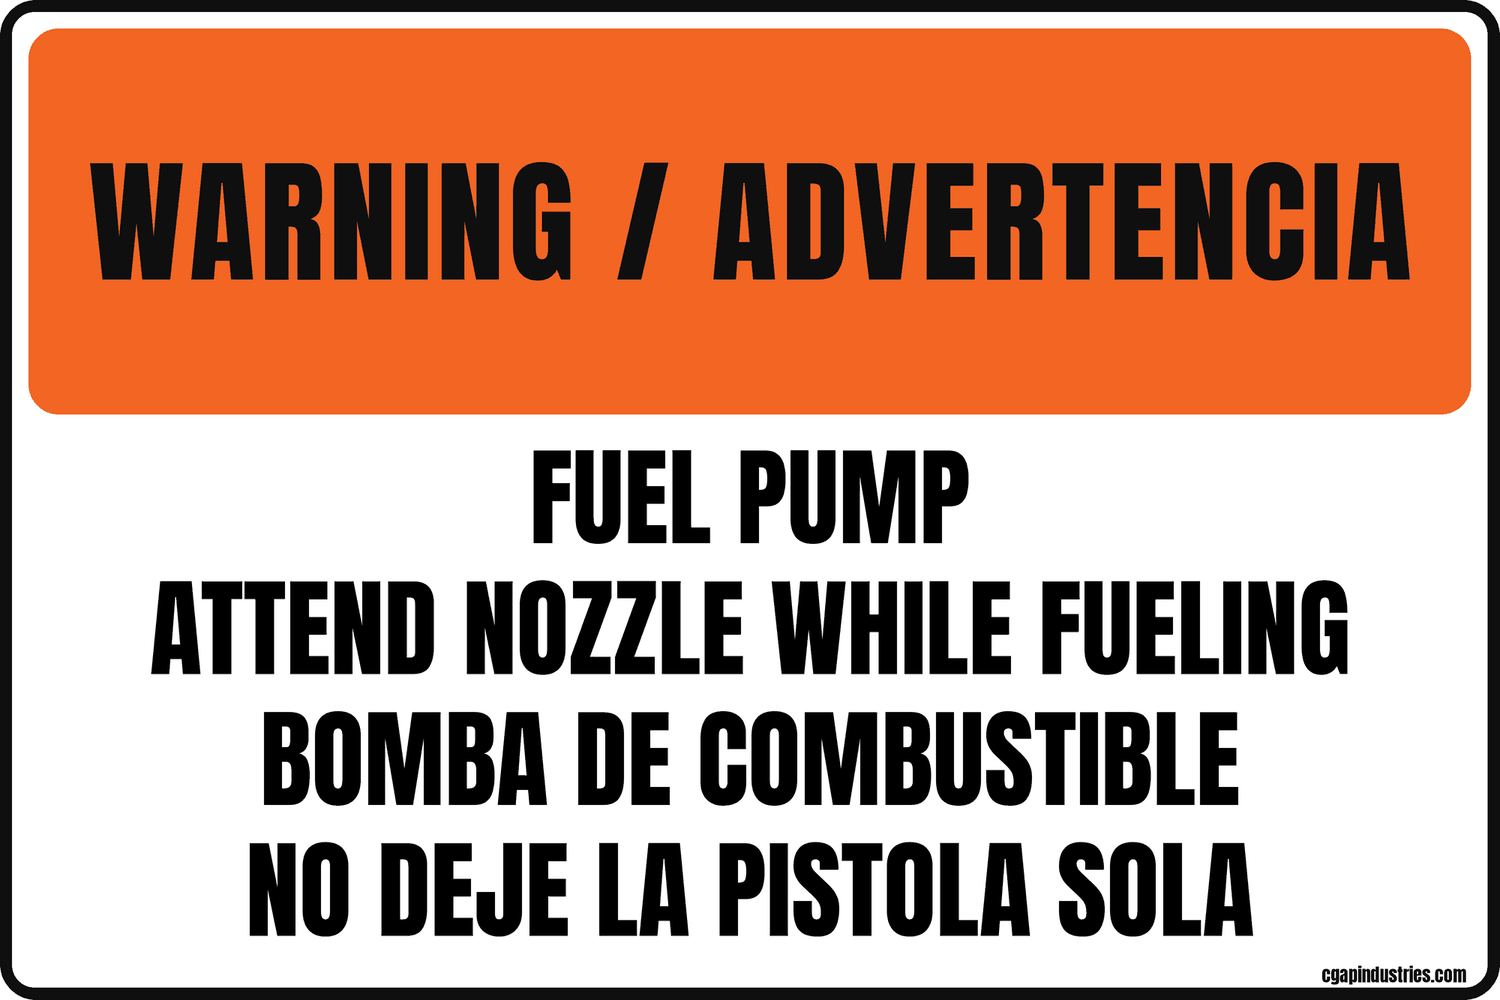 WARNING / ADVERTENCIA
FUEL PUMP
ATTEND NOZZLE WHILE FUELING
BOMBA DE COMBUSTIBLE
NO DEJE LA PISTOLA SOLA
cgapindustries.com